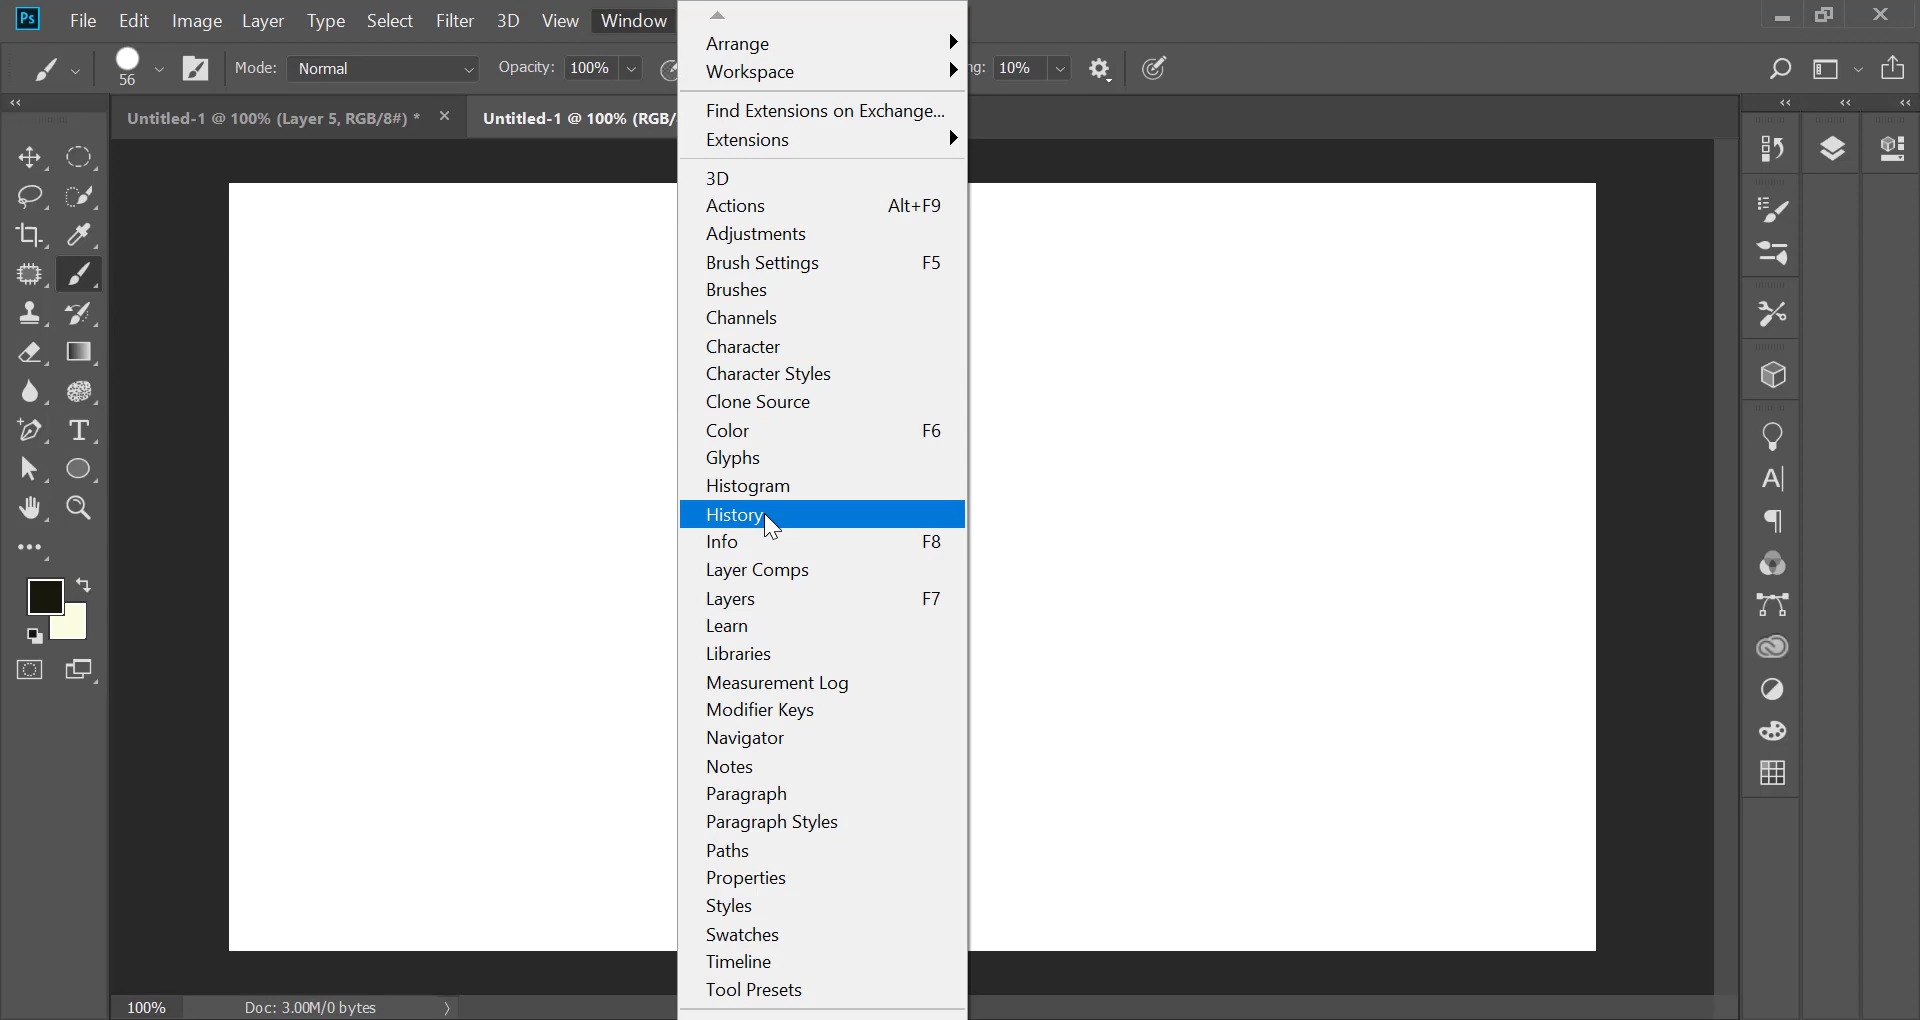 Ps File Edit Image Layer Type Select Filter 3D View Window
56 Mode: Normal Opacity: 100% ng: 10%
Untitled-1 @ 100% (Layer 5, RGB/8#) * × Untitled-1 @ 100% (RGB/
Arrange
Workspace
Find Extensions on Exchange...
Extensions
3D
Actions Alt+F9
Adjustments
Brush Settings F5
Brushes
Channels
Character
Character Styles
Clone Source
Color F6
Glyphs
Histogram
History
Info F8
Layer Comps
Layers F7
Learn
Libraries
Measurement Log
Modifier Keys
Navigator
Notes
Paragraph
Paragraph Styles
Paths
Properties
Styles
Swatches
Timeline
Tool Presets
100% Doc: 3.00M/0 bytes